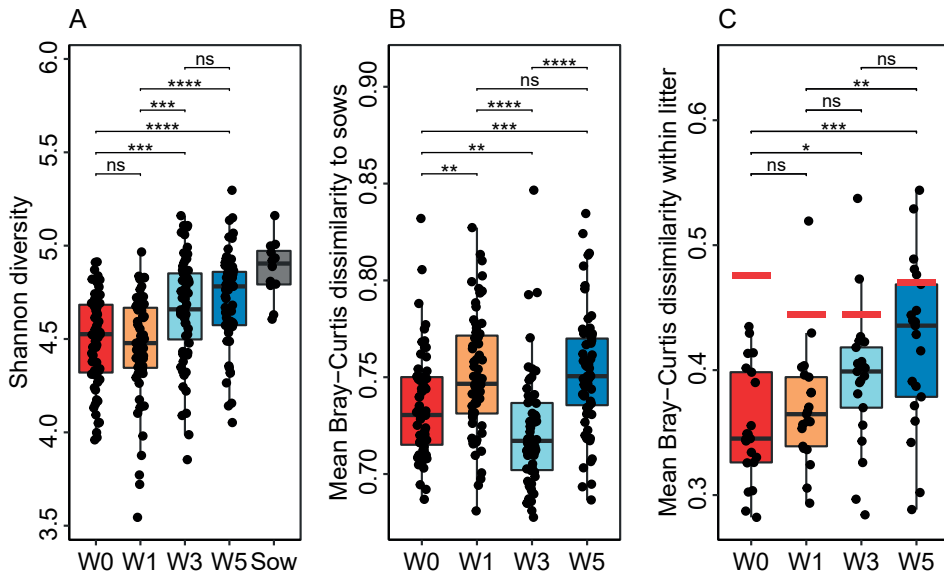 A
B
C
Shannon diversity
6.0
5.5
5.0
4.5
4.0
3.5
ns
****
***
****
***
ns
W0 W1 W3 W5 Sow
Mean Bray−Curtis dissimilarity to sows
0.90
0.85
0.80
0.75
0.70
****
ns
****
***
**
**
W0 W1 W3 W5
Mean Bray−Curtis dissimilarity within litter
0.6
0.5
0.4
0.3
ns
**
ns
***
*
ns
W0 W1 W3 W5